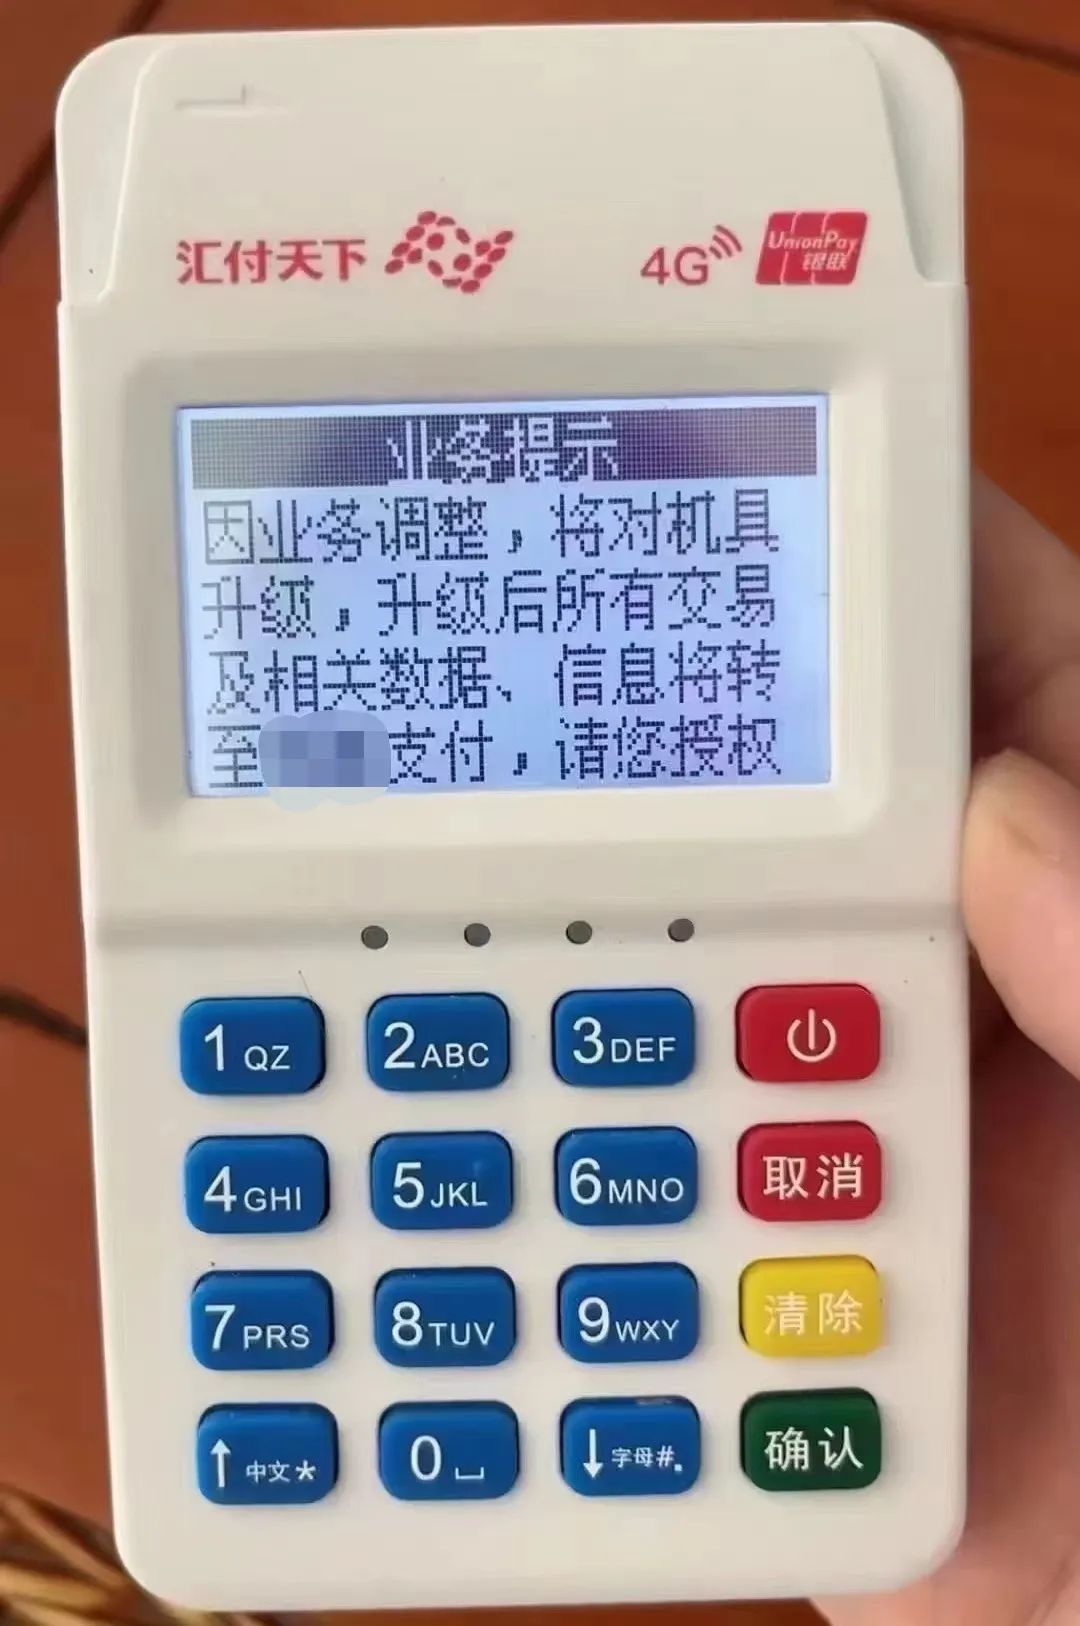 汇付天下 4G UnionPay
银联
业务提示
因业务调整，将对机具
升级，升级后所有交易
及相关数据、信息将转
至 支付，请您授权
1 QZ 2 ABC 3 DEF
4 GHI 5 JKL 6 MNO 取消
7 PRS 8 TUV 9 WXY 清除
↑ 中文* 0 ↓ 字母#. 确认